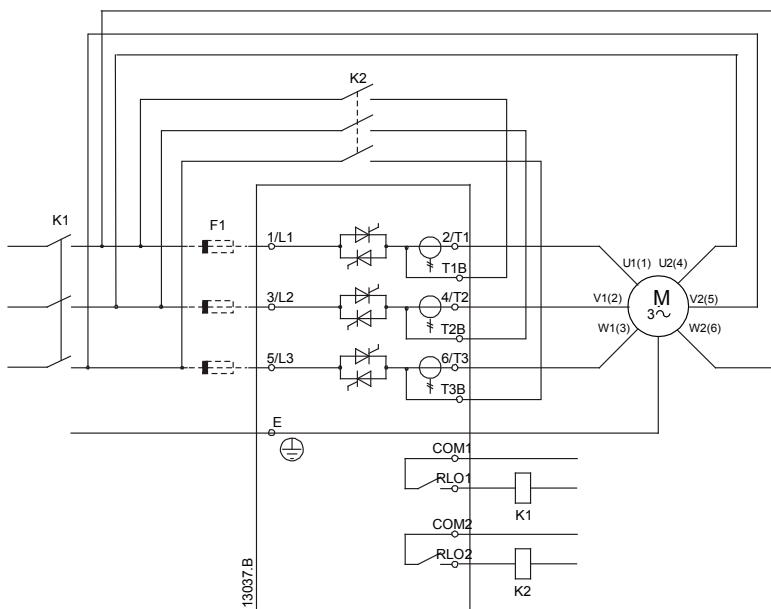 K2
K1
F1
1/L1
2/T1
T1B
U1(1)
U2(4)
3/L2
4/T2
T2B
V1(2)
M
3~
V2(5)
5/L3
6/T3
T3B
W1(3)
W2(6)
E
COM1
RLO1
K1
COM2
RLO2
K2
13037.B